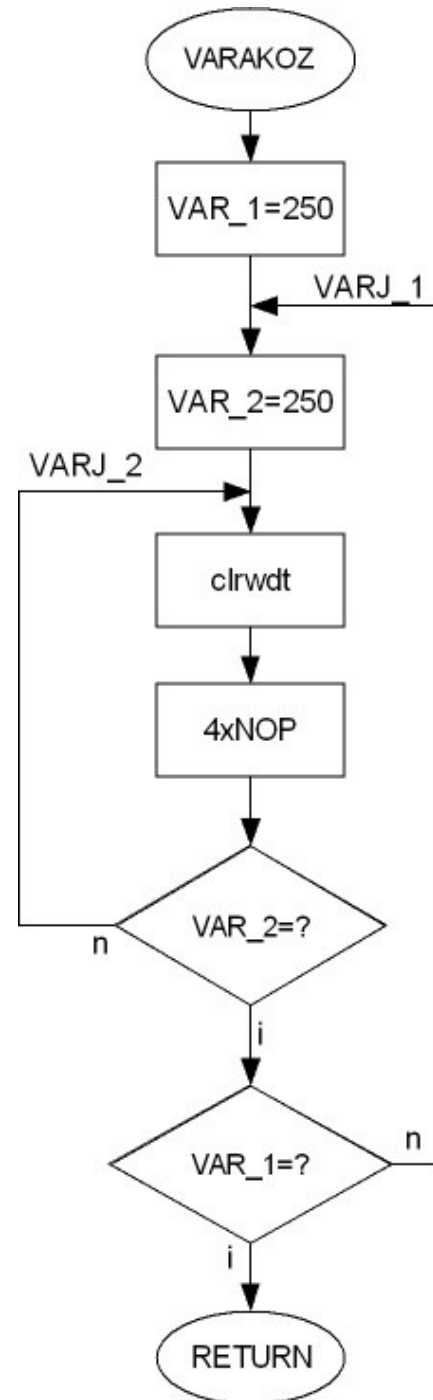 VARAKOZ
VAR_1=250
VARJ_1
VAR_2=250
VARJ_2
clrwdt
4xNOP
VAR_2=?
n
i
VAR_1=?
n
i
RETURN